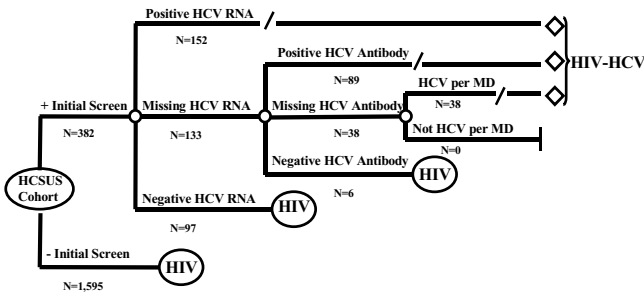 Positive HCV RNA
N=152
Positive HCV Antibody
HIV-HCV
N=89
HCV per MD
+ Initial Screen
Missing HCV RNA
Missing HCV Antibody
N=38
N=382
N=133
N=38
Not HCV per MD
N=0
Negative HCV Antibody
HIV
HCSUS
Cohort
N=6
Negative HCV RNA
HIV
N=97
- Initial Screen
HIV
N=1,595